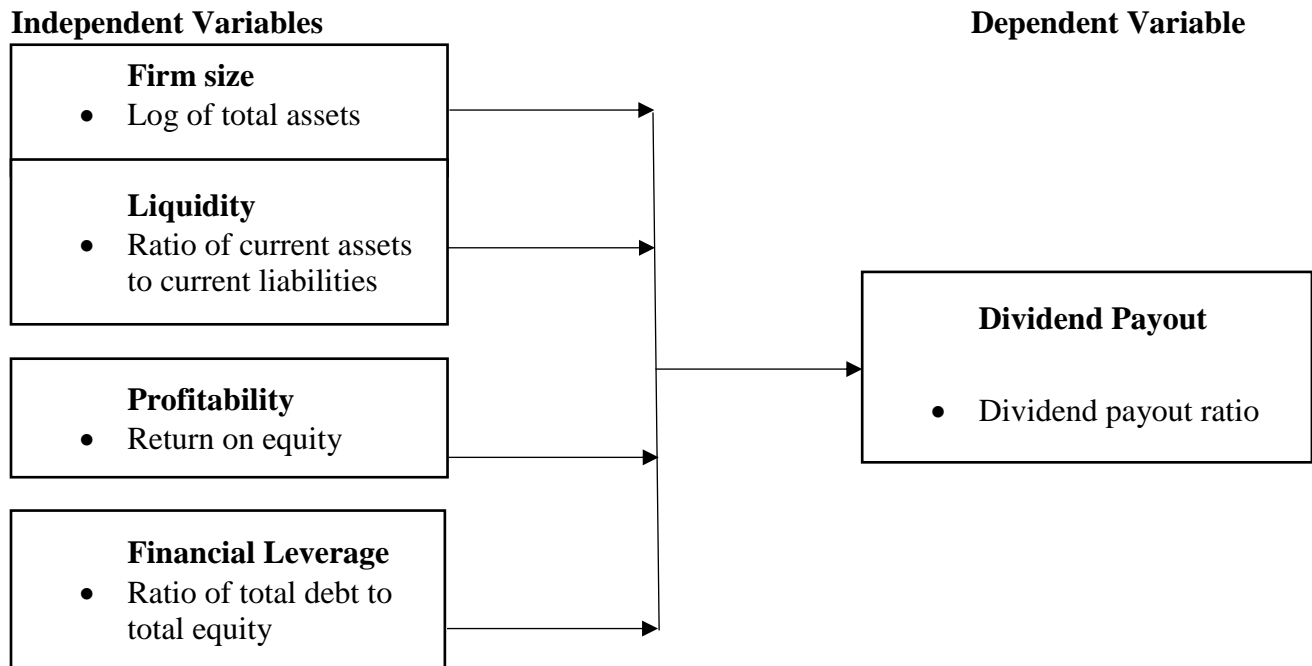 Independent Variables
Dependent Variable
Firm size
• Log of total assets
Liquidity
• Ratio of current assets
to current liabilities
Profitability
• Return on equity
Financial Leverage
• Ratio of total debt to
total equity
Dividend Payout
• Dividend payout ratio